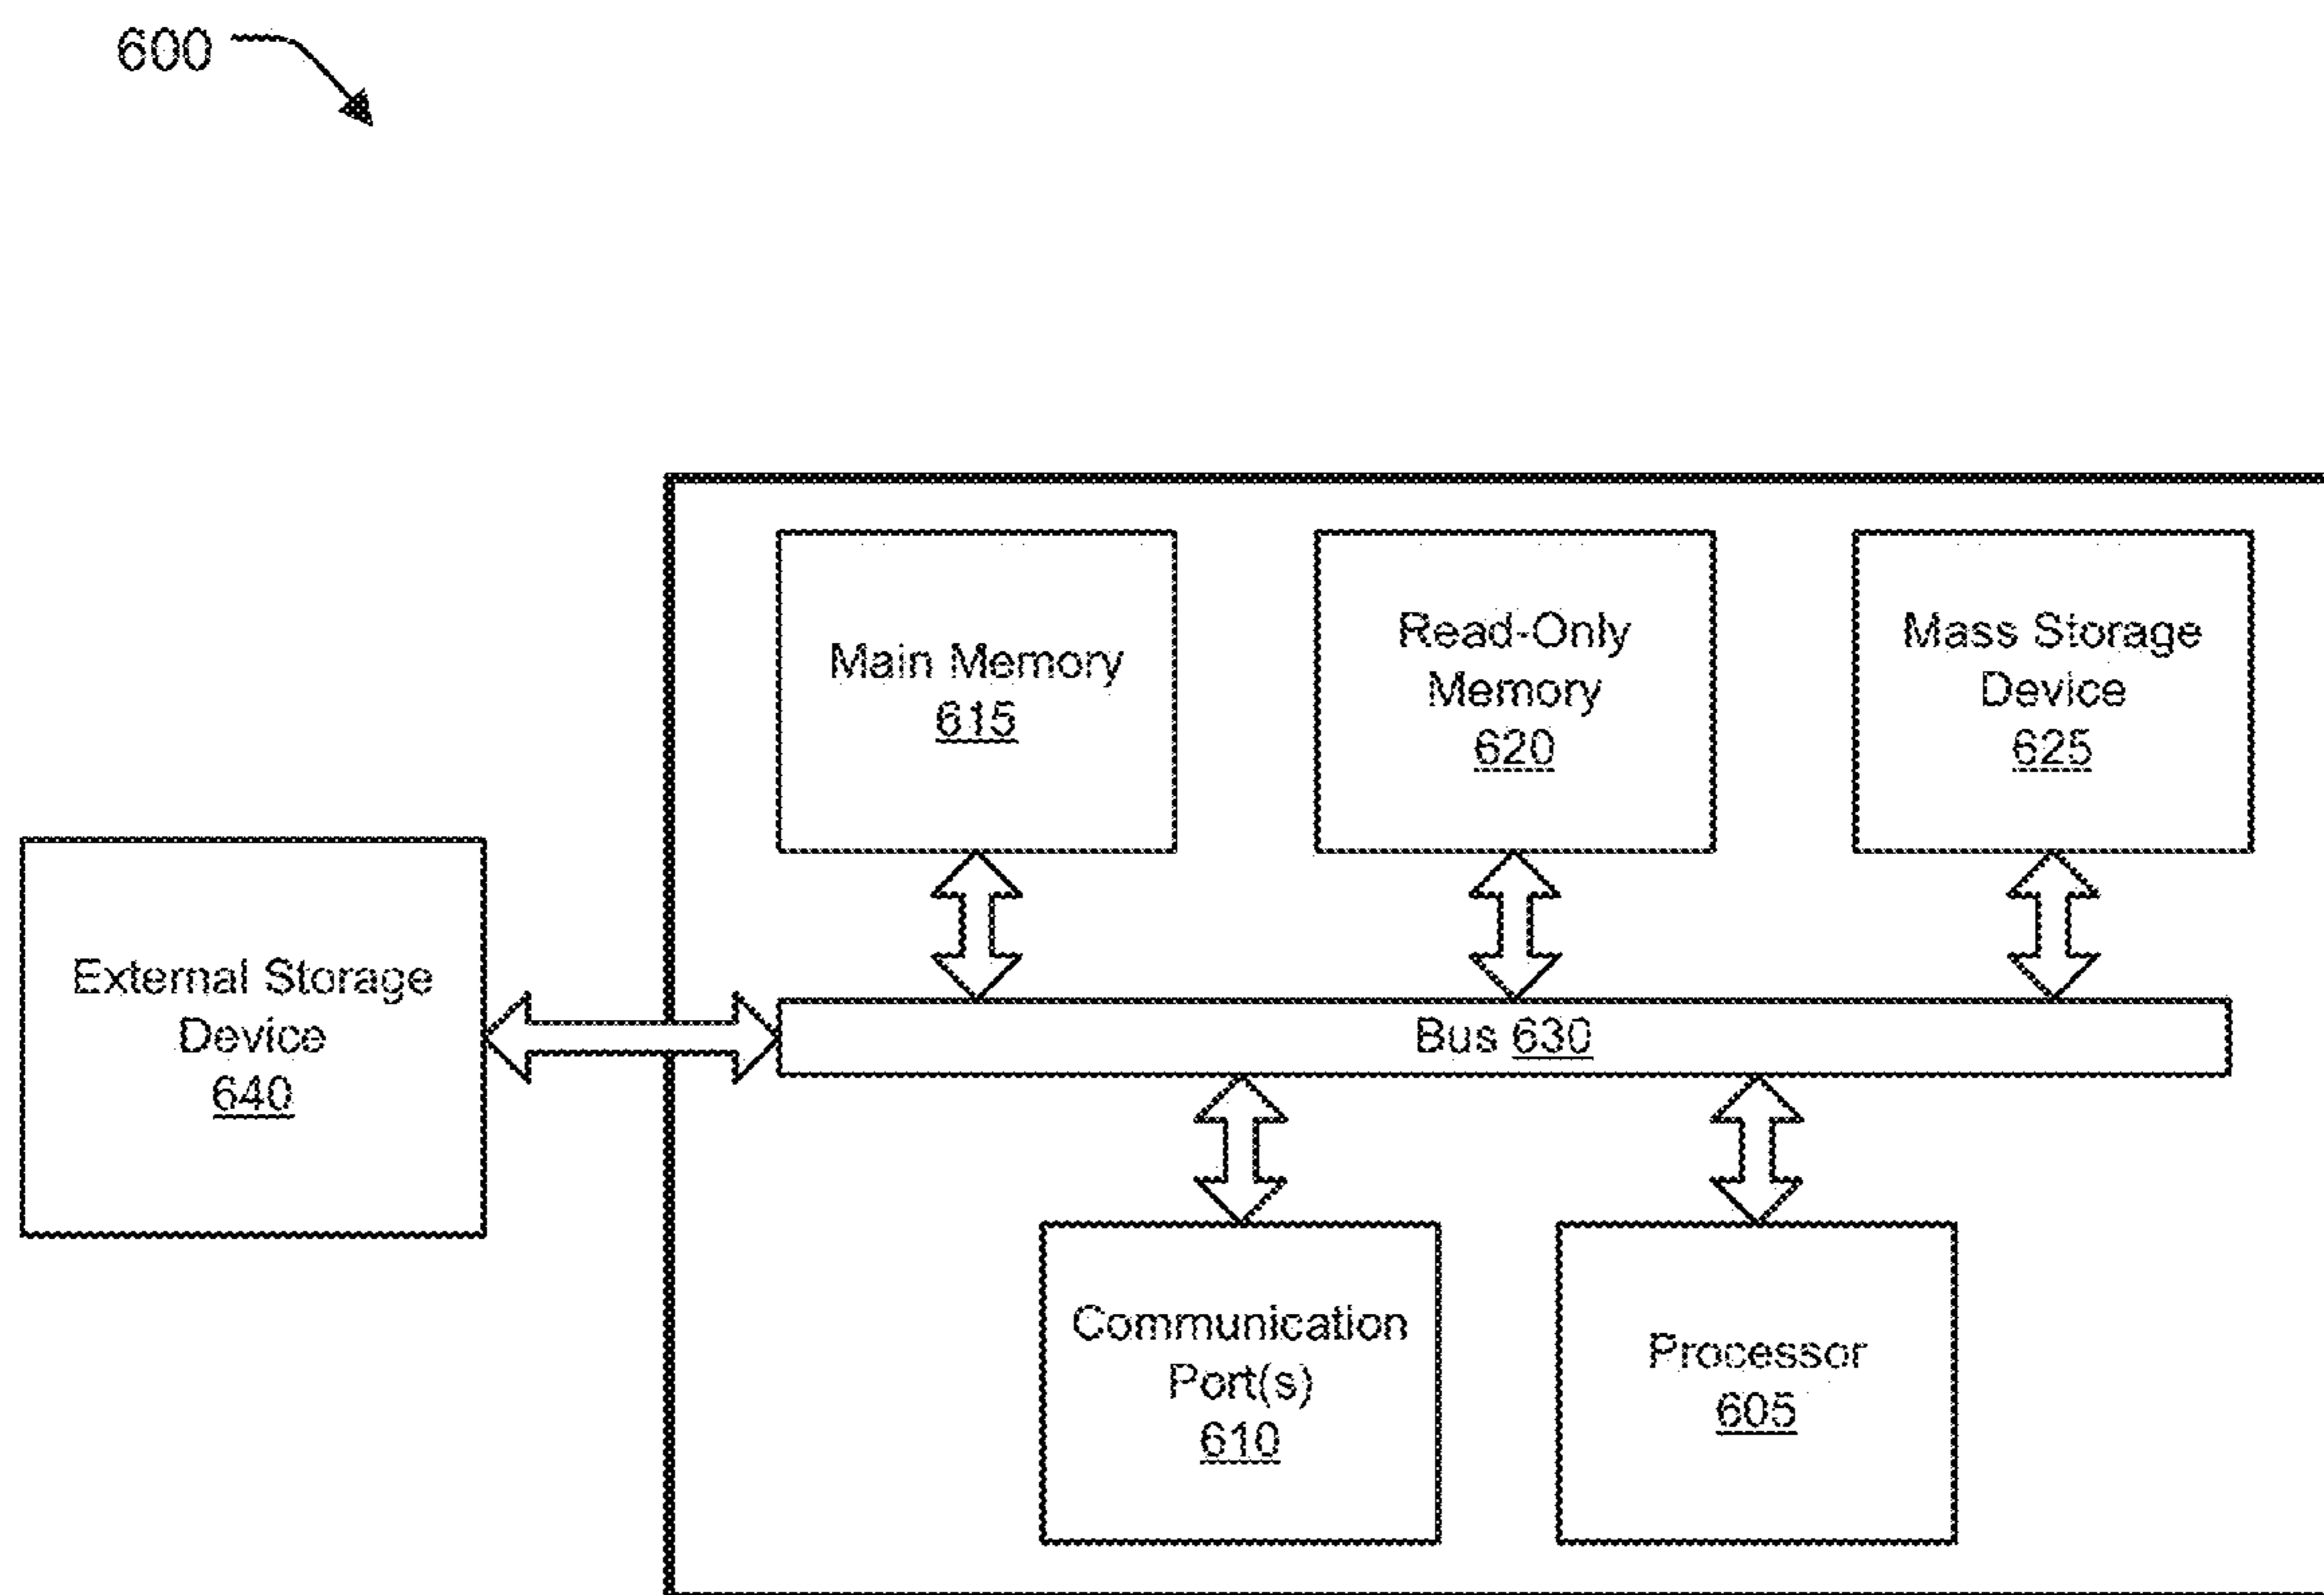 600
Main Memory
615
Read-Only
Memory
620
Mass Storage
Device
625
External Storage
Device
640
Bus 630
Communication
Port(s)
610
Processor
605